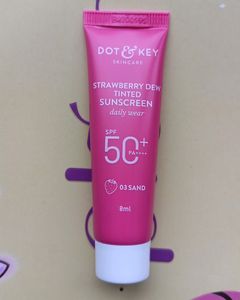 DOT & KEY
SKINCARE
STRAWBERRY DEW
TINTED
SUNSCREEN
daily wear
SPF
50+
PA++++
03 SAND
8ml